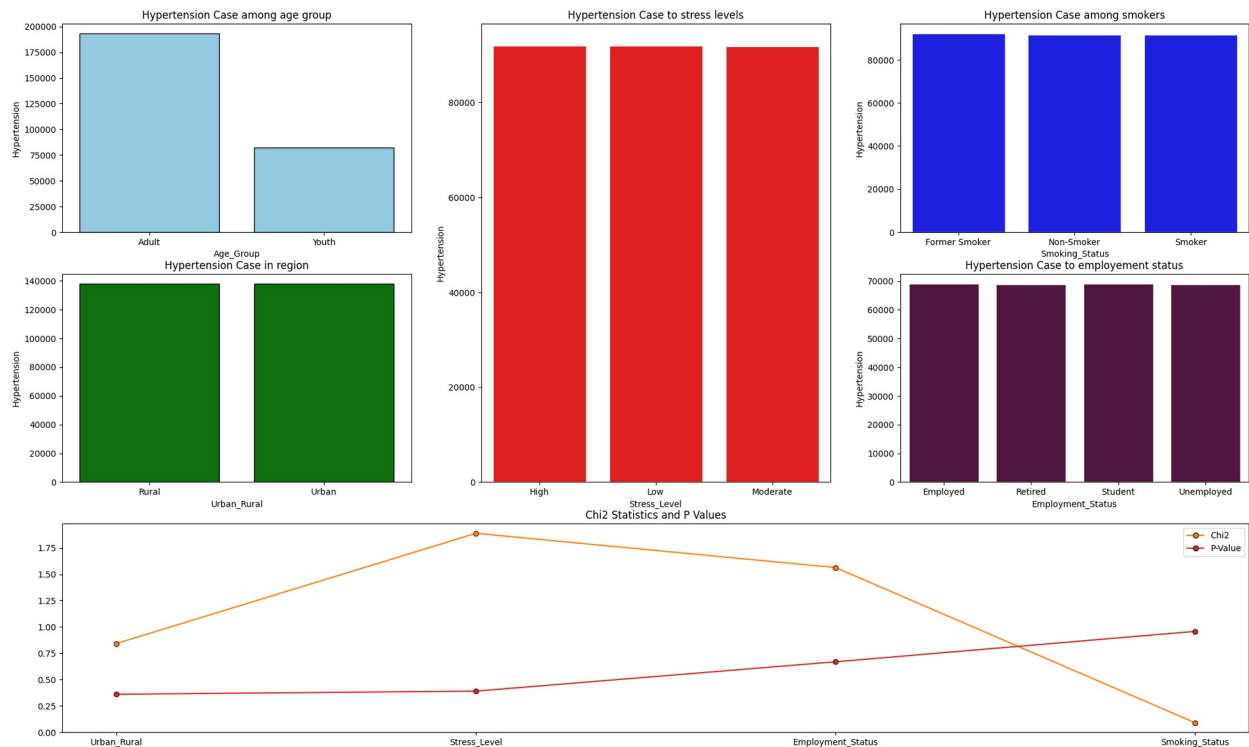 Hypertension Case among age group
200000
175000
150000
125000
100000
75000
50000
25000
0
Hypertension
Adult
Youth
Age_Group
Hypertension Case to stress levels
80000
60000
40000
20000
0
Hypertension
High
Low
Moderate
Stress_Level
Hypertension Case among smokers
80000
60000
40000
20000
0
Hypertension
Former Smoker
Non-Smoker
Smoker
Smoking_Status
Hypertension Case in region
140000
120000
100000
80000
60000
40000
20000
0
Hypertension
Rural
Urban
Urban_Rural
Hypertension Case to employement status
70000
60000
50000
40000
30000
20000
10000
0
Hypertension
Employed
Retired
Student
Unemployed
Employment_Status
Chi2 Statistics and P Values
1.75
1.50
1.25
1.00
0.75
0.50
0.25
0.00
Chi2
P-Value
Urban_Rural
Stress_Level
Employment_Status
Smoking_Status